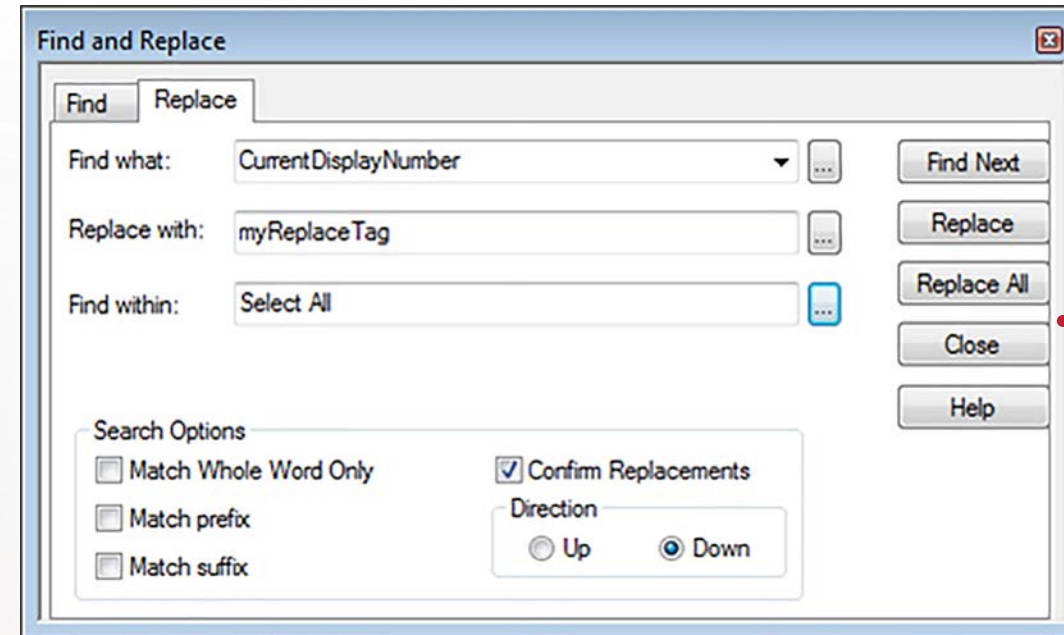 Find and Replace
Find Replace
Find what: CurrentDisplayNumber ... Find Next
Replace with: myReplaceTag ... Replace
Find within: Select All ... Replace All
Close
Help
Search Options
Match Whole Word Only Confirm Replacements
Match prefix Direction
Up Down
Match suffix